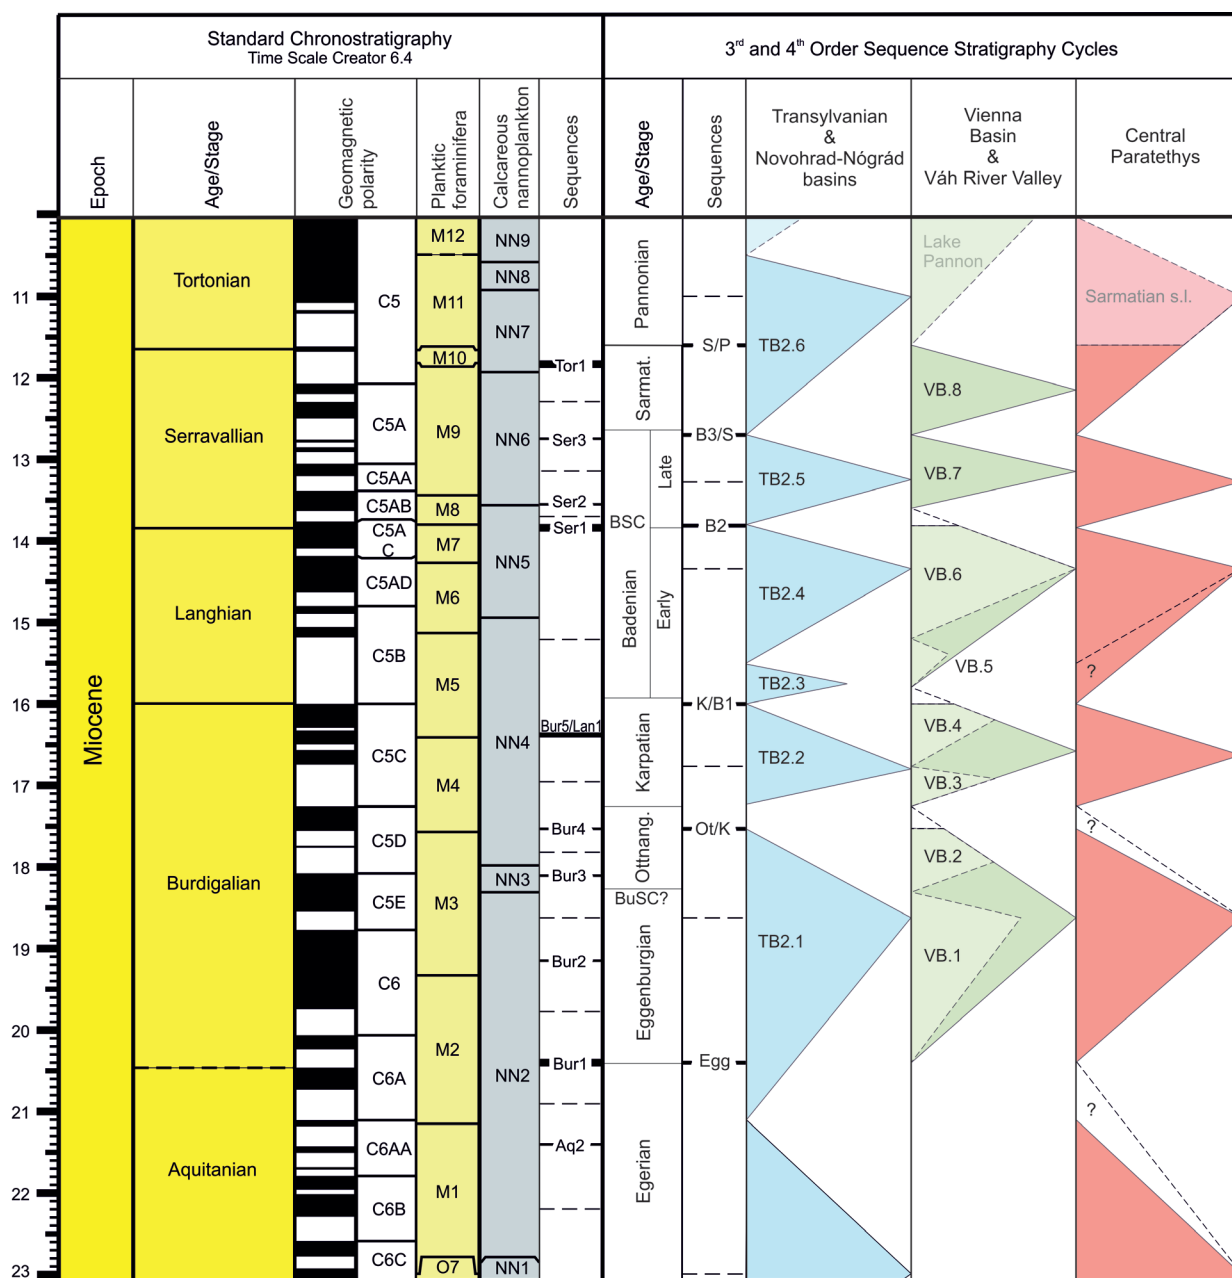 Standard Chronostratigraphy
Time Scale Creator 6.4
3rd and 4th Order Sequence Stratigraphy Cycles
Epoch
Age/Stage
Geomagnetic
polarity
Planktic
foraminifera
Calcareous
nannoplankton
Sequences
Age/Stage
Sequences
Transylvanian
&
Novohrad-Nógrád
basins
Vienna
Basin
&
Váh River Valley
Central
Paratethys
11
12
13
14
15
16
17
18
19
20
21
22
23
Miocene
Tortonian
Serravallian
Langhian
Burdigalian
Aquitanian
C5
C5A
C5AA
C5AB
C5A
C
C5AD
C5B
C5C
C5D
C5E
C6
C6A
C6AA
C6B
C6C
M12
M11
M10
M9
M8
M7
M6
M5
M4
M3
M2
M1
O7
NN9
NN8
NN7
NN6
NN5
NN4
NN3
NN2
NN1
Tor1
Ser3
Ser2
Ser1
Bur5/Lan1
Bur4
Bur3
Bur2
Bur1
Aq2
Pannonian
Sarmat.
BSC
Late
Badenian
Early
Karpatian
Ottnang.
BuSC?
Eggenburgian
Egerian
S/P
B3/S
B2
K/B1
Ot/K
Egg
TB2.6
TB2.5
TB2.4
TB2.3
TB2.2
TB2.1
Lake
Pannon
VB.8
VB.7
VB.6
VB.5
VB.4
VB.3
VB.2
VB.1
Sarmatian s.l.
?
?
?